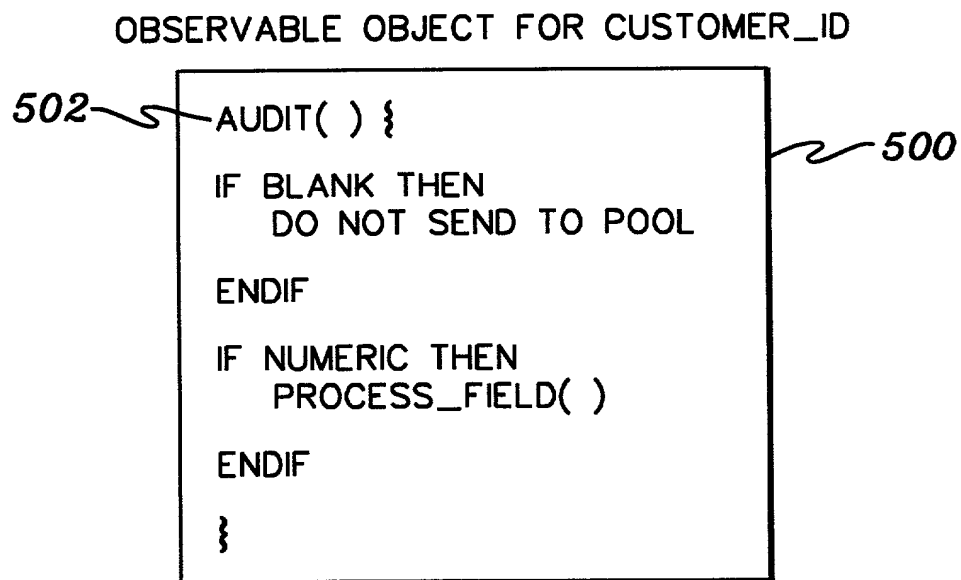 OBSERVABLE OBJECT FOR CUSTOMER_ID
502
AUDIT( ) {
500
IF BLANK THEN
DO NOT SEND TO POOL
ENDIF
IF NUMERIC THEN
PROCESS_FIELD( )
ENDIF
}